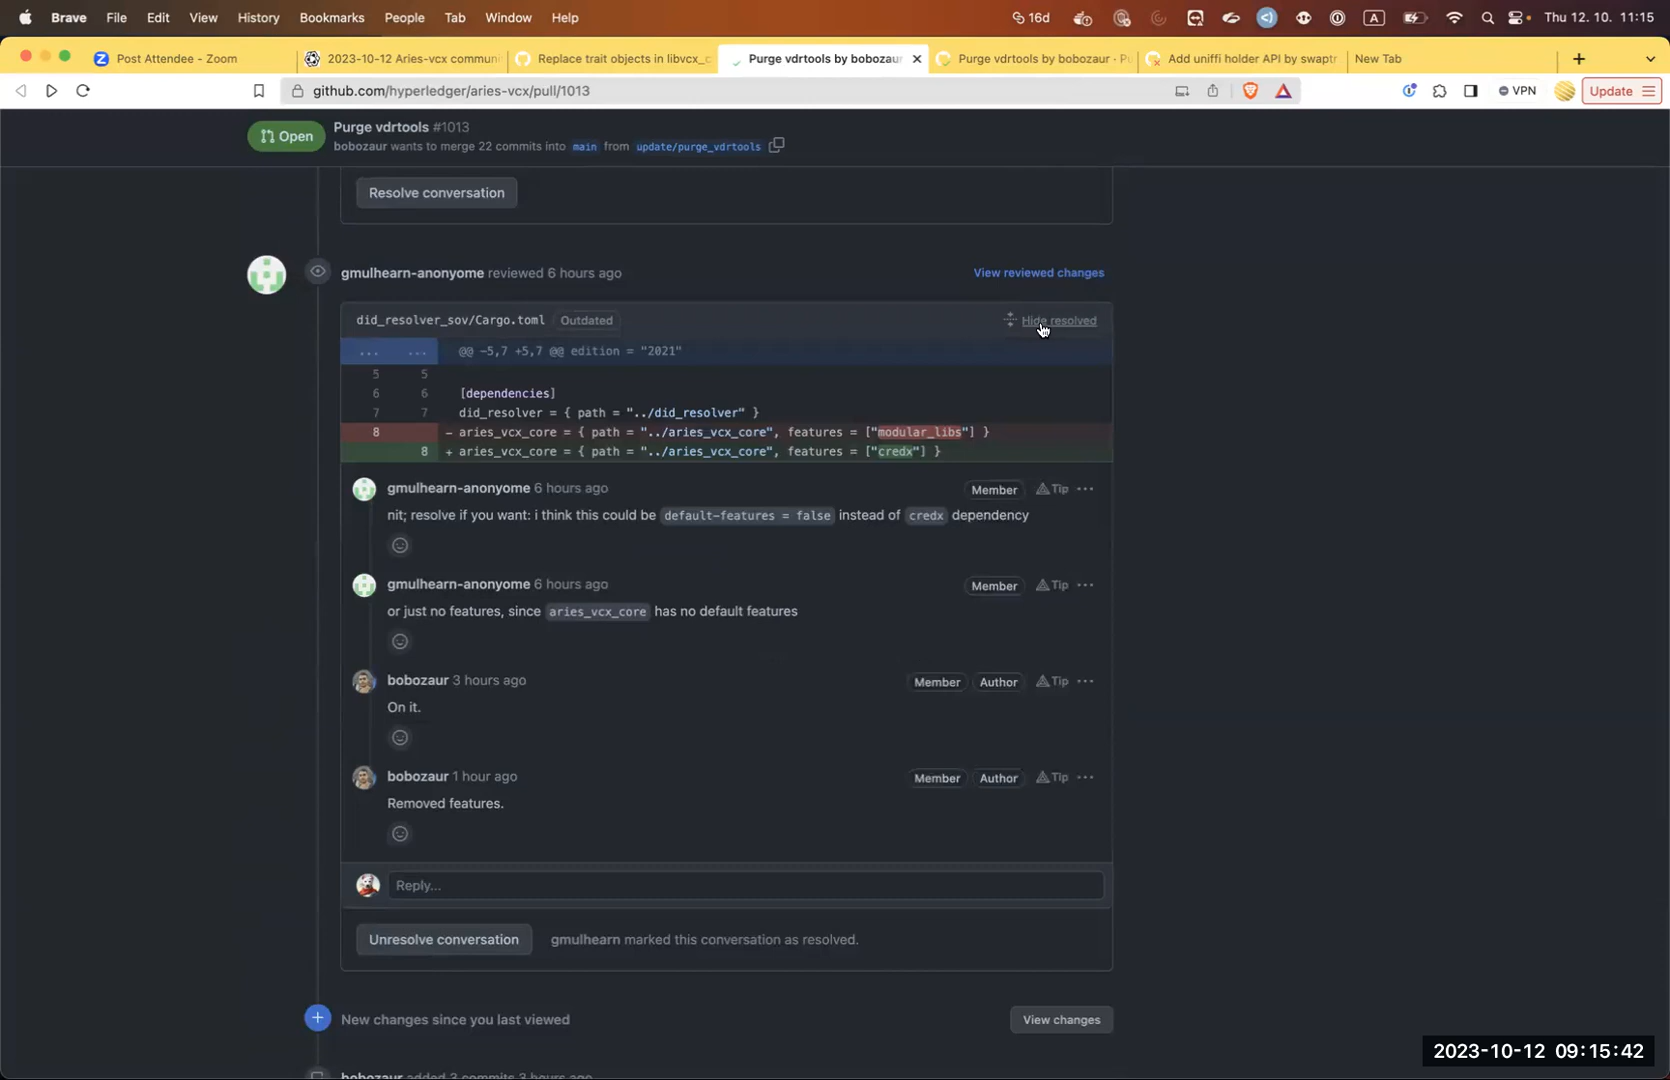 Brave File Edit View History Bookmarks People Tab Window Help 16d A Thu 12. 10. 11:15
Post Attendee - Zoom 2023-10-12 Aries-vcx commun Replace trait objects in libvcx_c Purge vdrtools by bobozaur Purge vdrtools by bobozaur · Pu Add uniffi holder API by swaptr New Tab
github.com/hyperledger/aries-vcx/pull/1013 VPN Update
Open
Purge vdrtools #1013
bobozaur wants to merge 22 commits into main from update/purge_vdrtools
Resolve conversation
gmulhearn-anonyome reviewed 6 hours ago View reviewed changes
did_resolver_sov/Cargo.toml Outdated Hide resolved
... ... @@ -5,7 +5,7 @@ edition = "2021"
5 5
6 6 [dependencies]
7 7 did_resolver = { path = "../did_resolver" }
8 - aries_vcx_core = { path = "../aries_vcx_core", features = ["modular_libs"] }
8 + aries_vcx_core = { path = "../aries_vcx_core", features = ["credx"] }
gmulhearn-anonyome 6 hours ago Member Tip ...
nit; resolve if you want: i think this could be default-features = false instead of credx dependency
gmulhearn-anonyome 6 hours ago Member Tip ...
or just no features, since aries_vcx_core has no default features
bobozaur 3 hours ago Member Author Tip ...
On it.
bobozaur 1 hour ago Member Author Tip ...
Removed features.
Reply...
Unresolve conversation gmulhearn marked this conversation as resolved.
New changes since you last viewed View changes
2023-10-12 09:15:42
bobozaur added 3 commits 3 hours ago